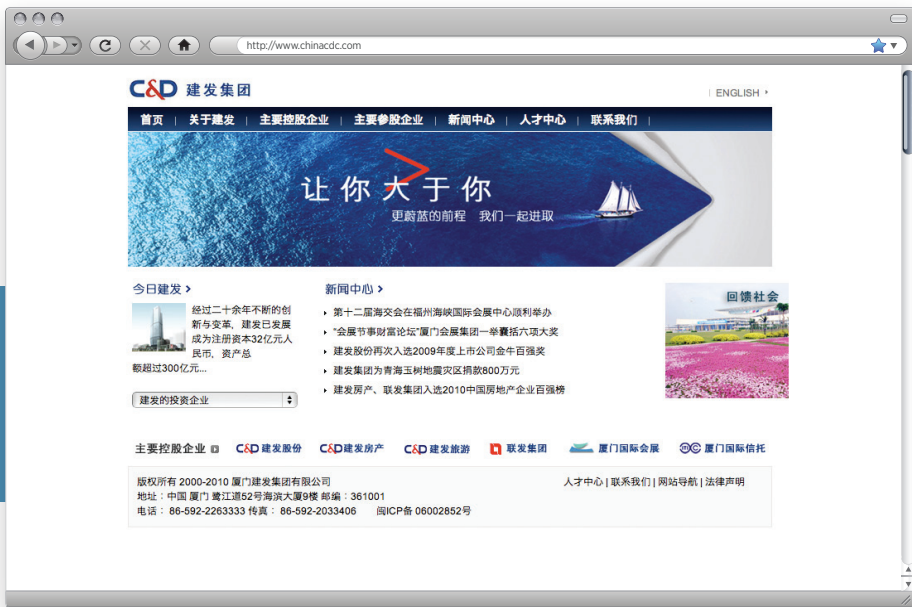 http://www.chinacdc.com
C&D 建发集团
ENGLISH
首页 | 关于建发 | 主要控股企业 | 主要参股企业 | 新闻中心 | 人才中心 | 联系我们 |
让你大于你
更蔚蓝的前程 我们一起进取
今日建发
经过二十余年不断的创
新与变革，建发已发展
成为注册资本32亿元人
民币，资产总
额超过300亿元...
建发的投资企业
新闻中心
第十二届海交会在福州海峡国际会展中心顺利举办
"会展节事财富论坛"厦门会展集团一举囊括六项大奖
建发股份再次入选2009年度上市公司金牛百强奖
建发集团为青海玉树地震灾区捐款800万元
建发房产、联发集团入选2010中国房地产企业百强榜
回馈社会
主要控股企业 C&D 建发股份 C&D 建发房产 C&D 建发旅游 联发集团 厦门国际会展 厦门国际信托
版权所有 2000-2010 厦门建发集团有限公司
地址：中国 厦门 鹭江道52号海滨大厦9楼 邮编：361001
电话： 86-592-2263333 传真： 86-592-2033406 闽ICP备 06002852号
人才中心 | 联系我们 | 网站导航 | 法律声明